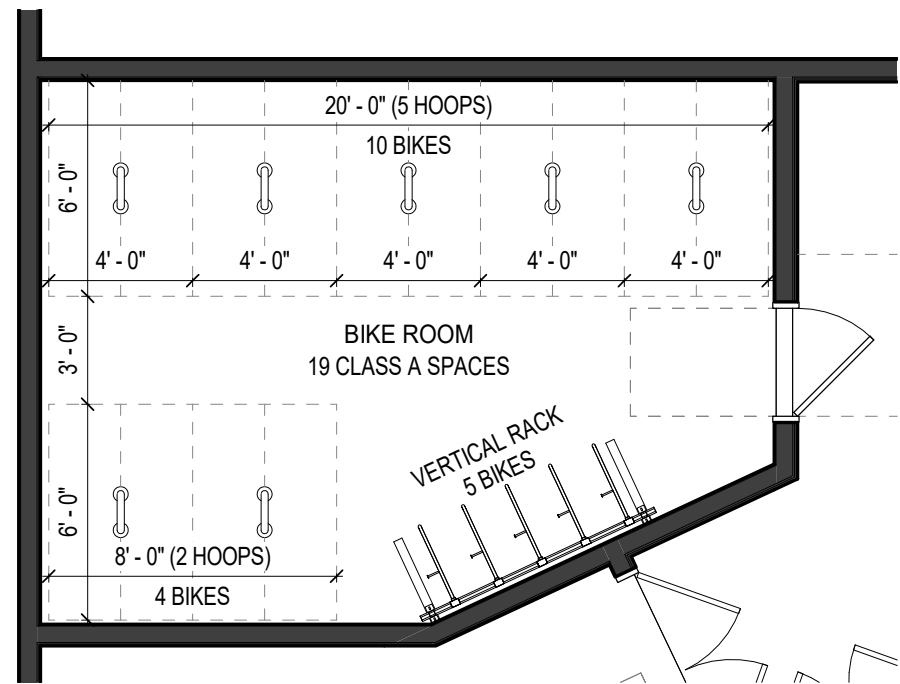 20' - 0" (5 HOOPS)
10 BIKES
6' - 0"
4' - 0"
4' - 0"
4' - 0"
4' - 0"
4' - 0"
3' - 0"
BIKE ROOM
19 CLASS A SPACES
VERTICAL RACK
5 BIKES
6' - 0"
8' - 0" (2 HOOPS)
4 BIKES